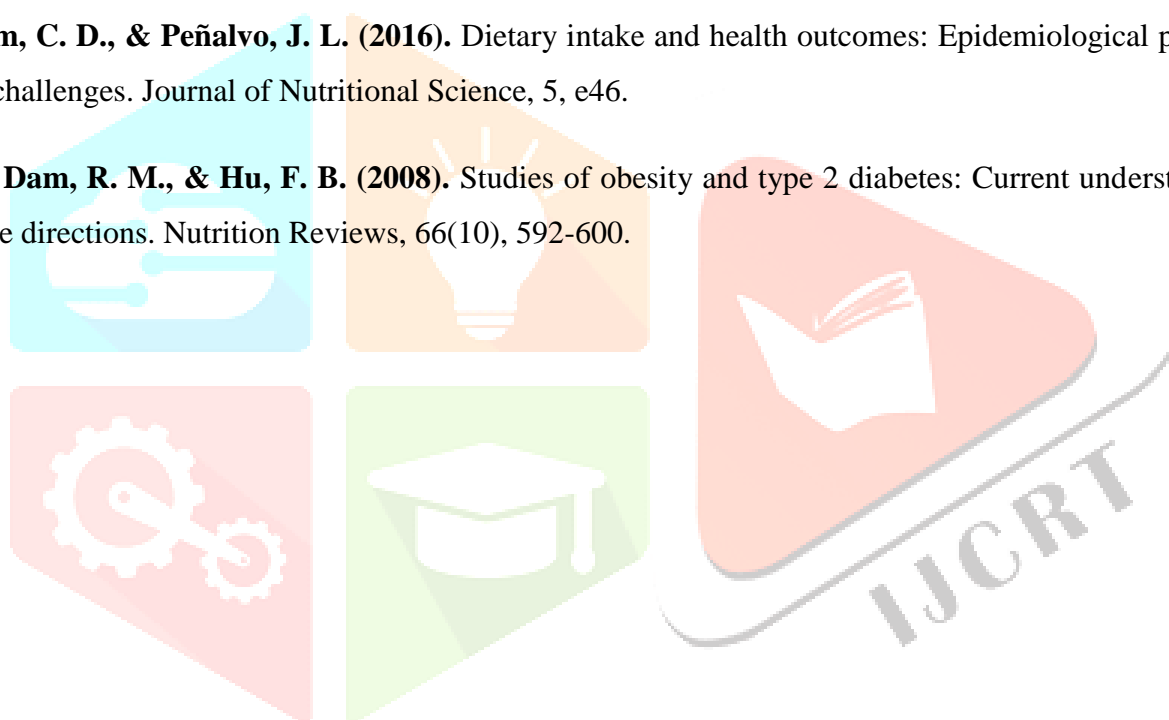 m, C. D., & Peñalvo, J. L. (2016). Dietary intake and health outcomes: Epidemiological p
challenges. Journal of Nutritional Science, 5, e46.
Dam, R. M., & Hu, F. B. (2008). Studies of obesity and type 2 diabetes: Current underst
e directions. Nutrition Reviews, 66(10), 592-600.
IJCRT